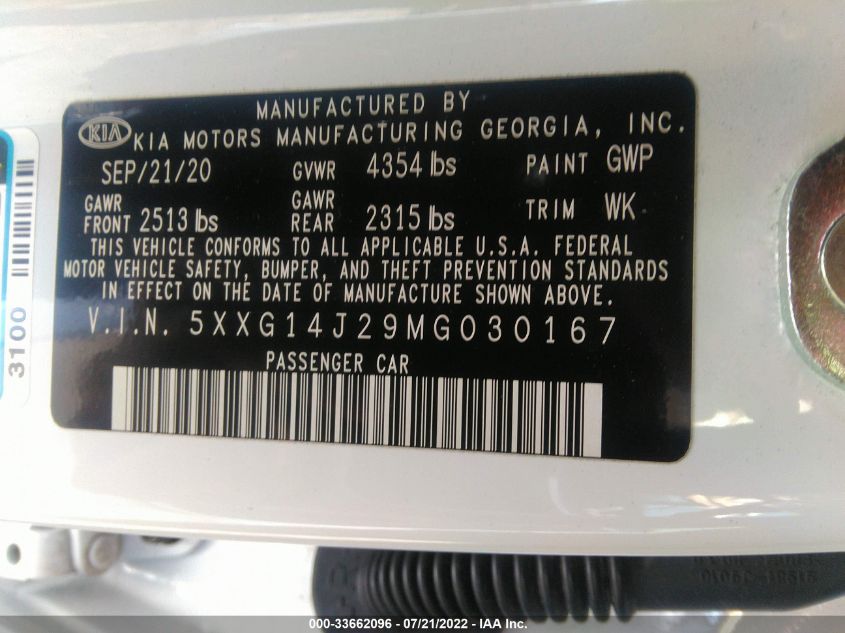 MANUFACTURED BY
KIA KIA MOTORS MANUFACTURING GEORGIA, INC.
SEP/21/20 GVWR 4354 lbs PAINT GWP
GAWR FRONT 2513 lbs GAWR REAR 2315 lbs TRIM WK
THIS VEHICLE CONFORMS TO ALL APPLICABLE U.S.A. FEDERAL
MOTOR VEHICLE SAFETY, BUMPER, AND THEFT PREVENTION STANDARDS
IN EFFECT ON THE DATE OF MANUFACTURE SHOWN ABOVE.
V.I.N. 5XXG14J29MG030167
PASSENGER CAR
3100
000-33662096 - 07/21/2022 - IAA Inc.